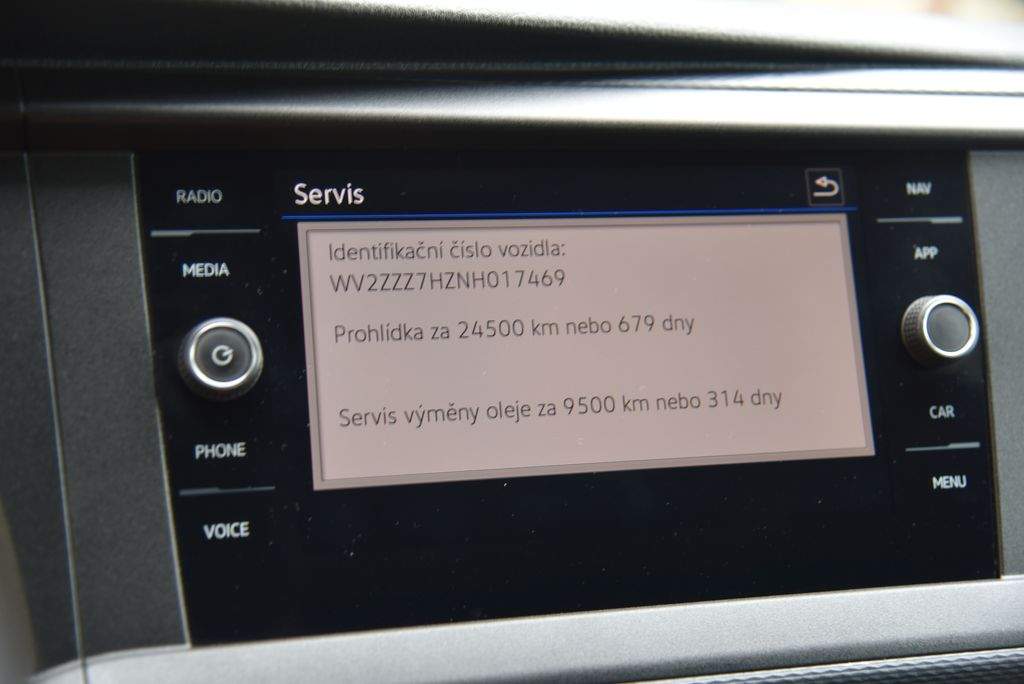 RADIO
MEDIA
PHONE
VOICE
Servis
Identifikační číslo vozidla:
WV2ZZZ7HZNH017469
Prohlídka za 24500 km nebo 679 dny
Servis výměny oleje za 9500 km nebo 314 dny
NAV
APP
CAR
MENU